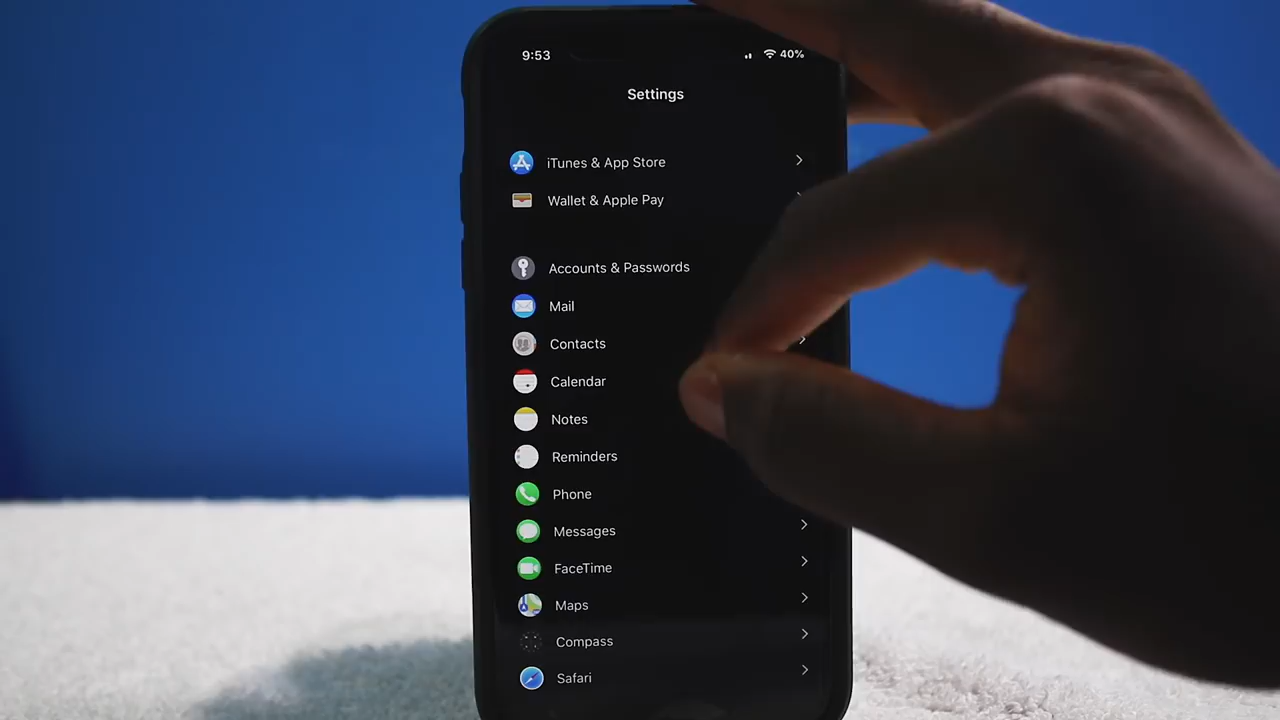 9:53
40%
Settings
iTunes & App Store
Wallet & Apple Pay
Accounts & Passwords
Mail
Contacts
Calendar
Notes
Reminders
Phone
Messages
FaceTime
Maps
Compass
Safari